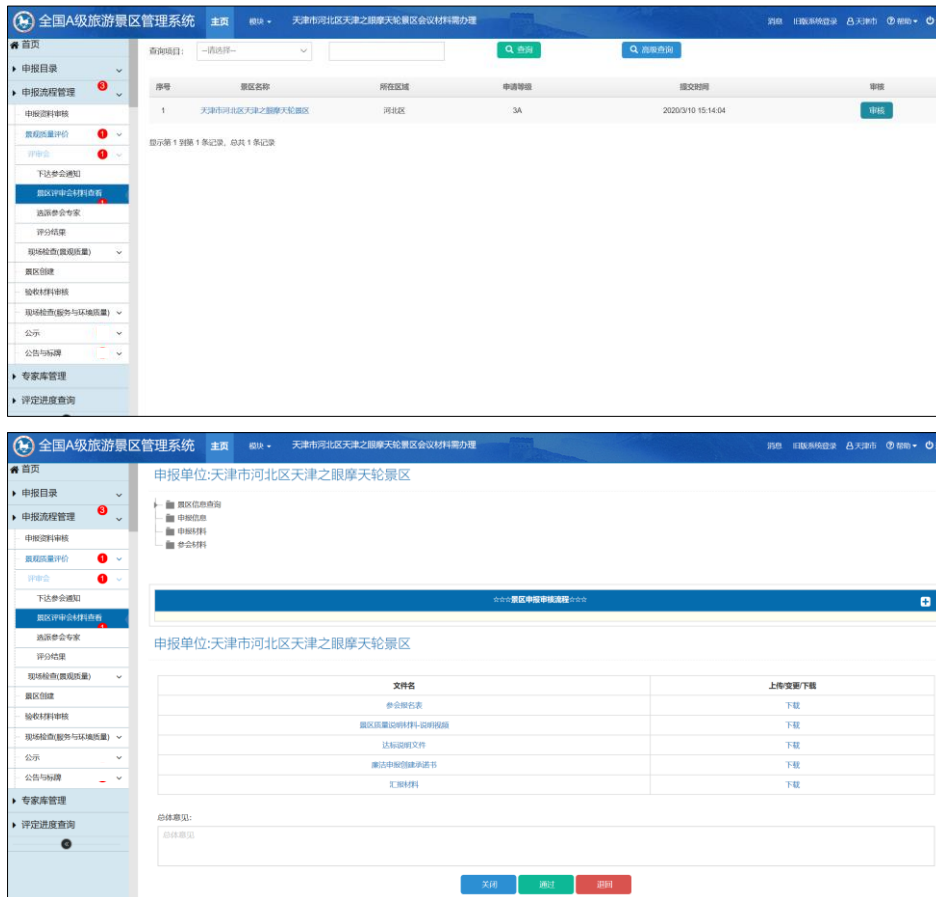 全国A级旅游景区管理系统 主页 模块 天津市河北区天津之眼摩天轮景区会议材料需办理 消息 旧版系统登录 天津市 帮助
首页
申报目录
申报流程管理 3
申报资料审核
景观质量评价 1
评审会 1
下达参会通知
景区评审会材料查看
选派参会专家
评分结果
现场检查(景观质量)
景区创建
验收材料审核
现场检查(服务与环境质量)
公示
公告与标牌
专家库管理
评定进度查询
查询项目: --请选择-- 查询 高级查询
序号 景区名称 所在区域 申请等级 提交时间 审核
1 天津市河北区天津之眼摩天轮景区 河北区 3A 2020/3/10 15:14:04 审核
显示第 1 到第 1 条记录，总共 1 条记录
全国A级旅游景区管理系统 主页 模块 天津市河北区天津之眼摩天轮景区会议材料需办理 消息 旧版系统登录 天津市 帮助
首页
申报目录
申报流程管理 3
申报资料审核
景观质量评价 1
评审会 1
下达参会通知
景区评审会材料查看
选派参会专家
评分结果
现场检查(景观质量)
景区创建
验收材料审核
现场检查(服务与环境质量)
公示
公告与标牌
专家库管理
评定进度查询
申报单位:天津市河北区天津之眼摩天轮景区
景区信息查询
申报信息
申报材料
参会材料
☆☆☆景区申报审核流程☆☆☆
申报单位:天津市河北区天津之眼摩天轮景区
文件名 上传/变更/下载
参会报名表 下载
景区质量说明材料-说明视频 下载
达标说明文件 下载
廉洁申报创建承诺书 下载
汇报材料 下载
总体意见:
总体意见
关闭 通过 退回